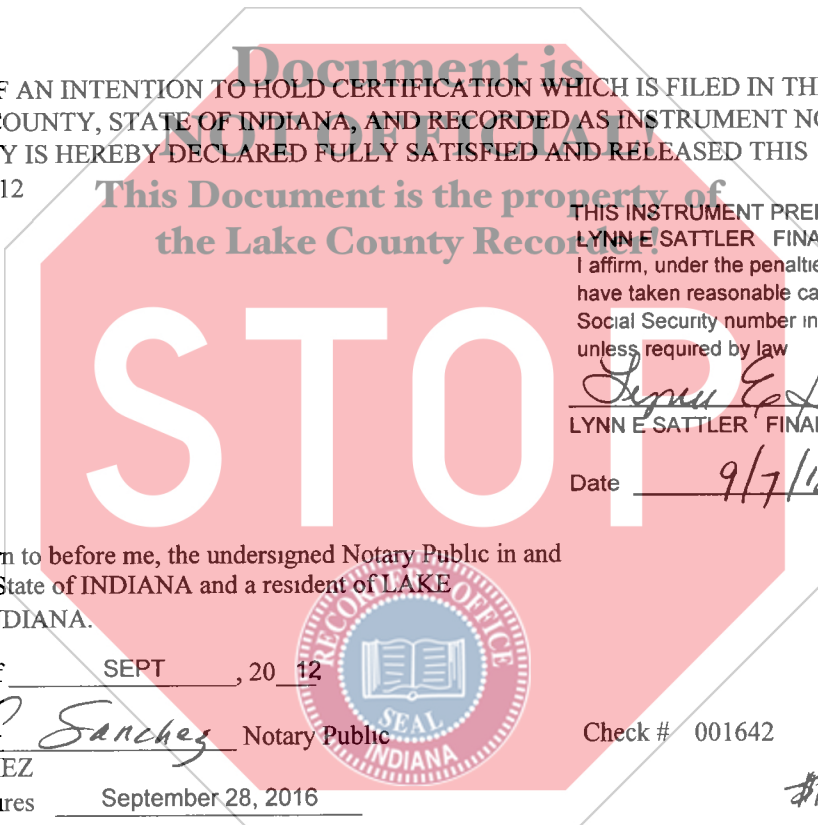 Document is
F AN INTENTION TO HOLD CERTIFICATION WHICH IS FILED IN TH
COUNTY, STATE OF INDIANA, AND RECORDED AS INSTRUMENT NO
NOT OFFICIAL!
Y IS HEREBY DECLARED FULLY SATISFIED AND RELEASED THIS
12
This Document is the property of
the Lake County Recorder!
THIS INSTRUMENT PREP
LYNN E SATTLER FINA
I affirm, under the penaltie
have taken reasonable ca
Social Security number in
unless required by law
Lynn E
LYNN E SATTLER FINA
Date 9/7/1
STOP
n to before me, the undersigned Notary Public in and
State of INDIANA and a resident of LAKE
DIANA.
f SEPT , 20 12
Sanchez Notary Public
EZ
res September 28, 2016
RECORDER'S OFFICE
SEAL
INDIANA
Check # 001642